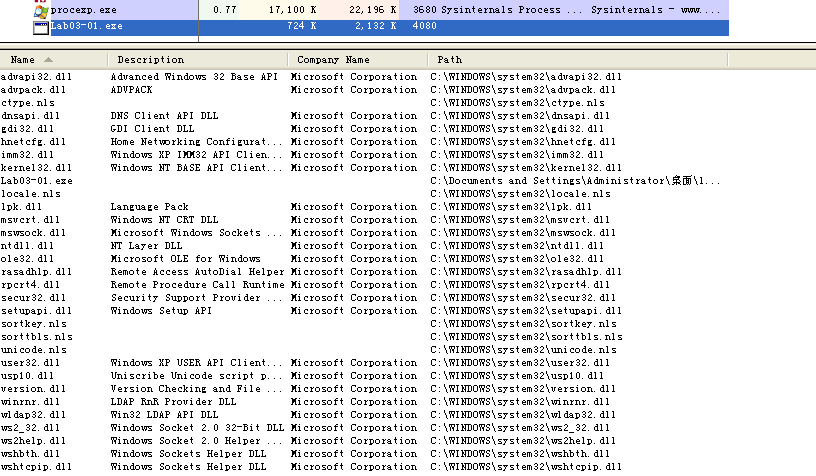 procexp.exe 0.77 17,100 K 22,196 K 3680 Sysinternals Process ... Sysinternals - www....
Lab03-01.exe 724 K 2,132 K 4080
Name Description Company Name Path
advapi32.dll Advanced Windows 32 Base API Microsoft Corporation C:\WINDOWS\system32\advapi32.dll
advpack.dll ADVPACK Microsoft Corporation C:\WINDOWS\system32\advpack.dll
ctype.nls C:\WINDOWS\system32\ctype.nls
dnsapi.dll DNS Client API DLL Microsoft Corporation C:\WINDOWS\system32\dnsapi.dll
gdi32.dll GDI Client DLL Microsoft Corporation C:\WINDOWS\system32\gdi32.dll
hnetcfg.dll Home Networking Configurat... Microsoft Corporation C:\WINDOWS\system32\hnetcfg.dll
imm32.dll Windows XP IMM32 API Clien... Microsoft Corporation C:\WINDOWS\system32\imm32.dll
kernel32.dll Windows NT BASE API Client... Microsoft Corporation C:\WINDOWS\system32\kernel32.dll
Lab03-01.exe C:\Documents and Settings\Administrator\桌面\l...
locale.nls C:\WINDOWS\system32\locale.nls
lpk.dll Language Pack Microsoft Corporation C:\WINDOWS\system32\lpk.dll
msvcrt.dll Windows NT CRT DLL Microsoft Corporation C:\WINDOWS\system32\msvcrt.dll
mswsock.dll Microsoft Windows Sockets ... Microsoft Corporation C:\WINDOWS\system32\mswsock.dll
ntdll.dll NT Layer DLL Microsoft Corporation C:\WINDOWS\system32\ntdll.dll
ole32.dll Microsoft OLE for Windows Microsoft Corporation C:\WINDOWS\system32\ole32.dll
rasadhlp.dll Remote Access AutoDial Helper Microsoft Corporation C:\WINDOWS\system32\rasadhlp.dll
rpcrt4.dll Remote Procedure Call Runtime Microsoft Corporation C:\WINDOWS\system32\rpcrt4.dll
secur32.dll Security Support Provider ... Microsoft Corporation C:\WINDOWS\system32\secur32.dll
setupapi.dll Windows Setup API Microsoft Corporation C:\WINDOWS\system32\setupapi.dll
sortkey.nls C:\WINDOWS\system32\sortkey.nls
sorttbls.nls C:\WINDOWS\system32\sorttbls.nls
unicode.nls C:\WINDOWS\system32\unicode.nls
user32.dll Windows XP USER API Client... Microsoft Corporation C:\WINDOWS\system32\user32.dll
usp10.dll Uniscribe Unicode script p... Microsoft Corporation C:\WINDOWS\system32\usp10.dll
version.dll Version Checking and File ... Microsoft Corporation C:\WINDOWS\system32\version.dll
winrnr.dll LDAP RnR Provider DLL Microsoft Corporation C:\WINDOWS\system32\winrnr.dll
wldap32.dll Win32 LDAP API DLL Microsoft Corporation C:\WINDOWS\system32\wldap32.dll
ws2_32.dll Windows Socket 2.0 32-Bit DLL Microsoft Corporation C:\WINDOWS\system32\ws2_32.dll
ws2help.dll Windows Socket 2.0 Helper ... Microsoft Corporation C:\WINDOWS\system32\ws2help.dll
wshbth.dll Windows Sockets Helper DLL Microsoft Corporation C:\WINDOWS\system32\wshbth.dll
wshtcpip.dll Windows Sockets Helper DLL Microsoft Corporation C:\WINDOWS\system32\wshtcpip.dll